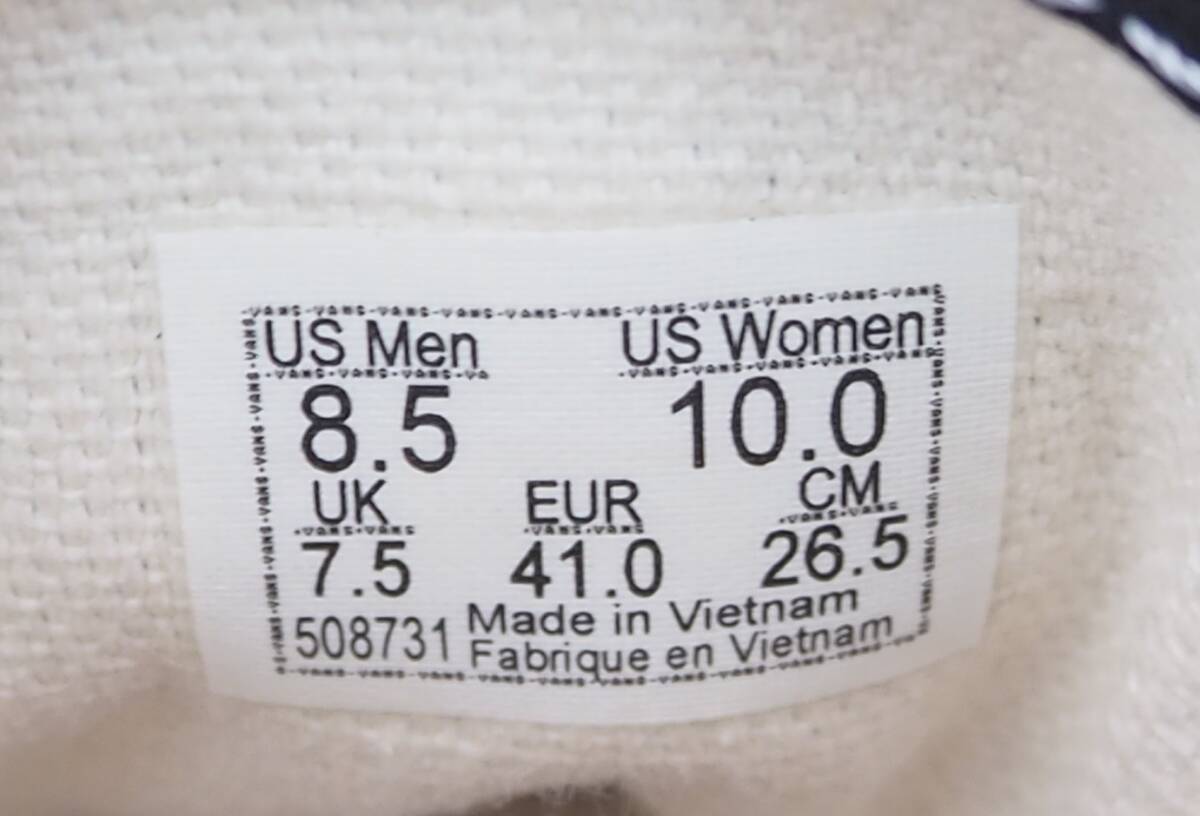 US Men US Women
8.5 10.0
UK EUR CM
7.5 41.0 26.5
508731 Made in Vietnam
Fabrique en Vietnam